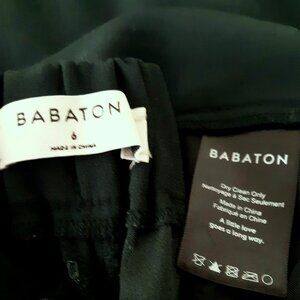 BABATON
6
MADE IN CHINA
BABATON
Dry Clean Only
Nettoyage a Sec Seulement
Made in China
Fabriqué en China
A little love
goes a long way.